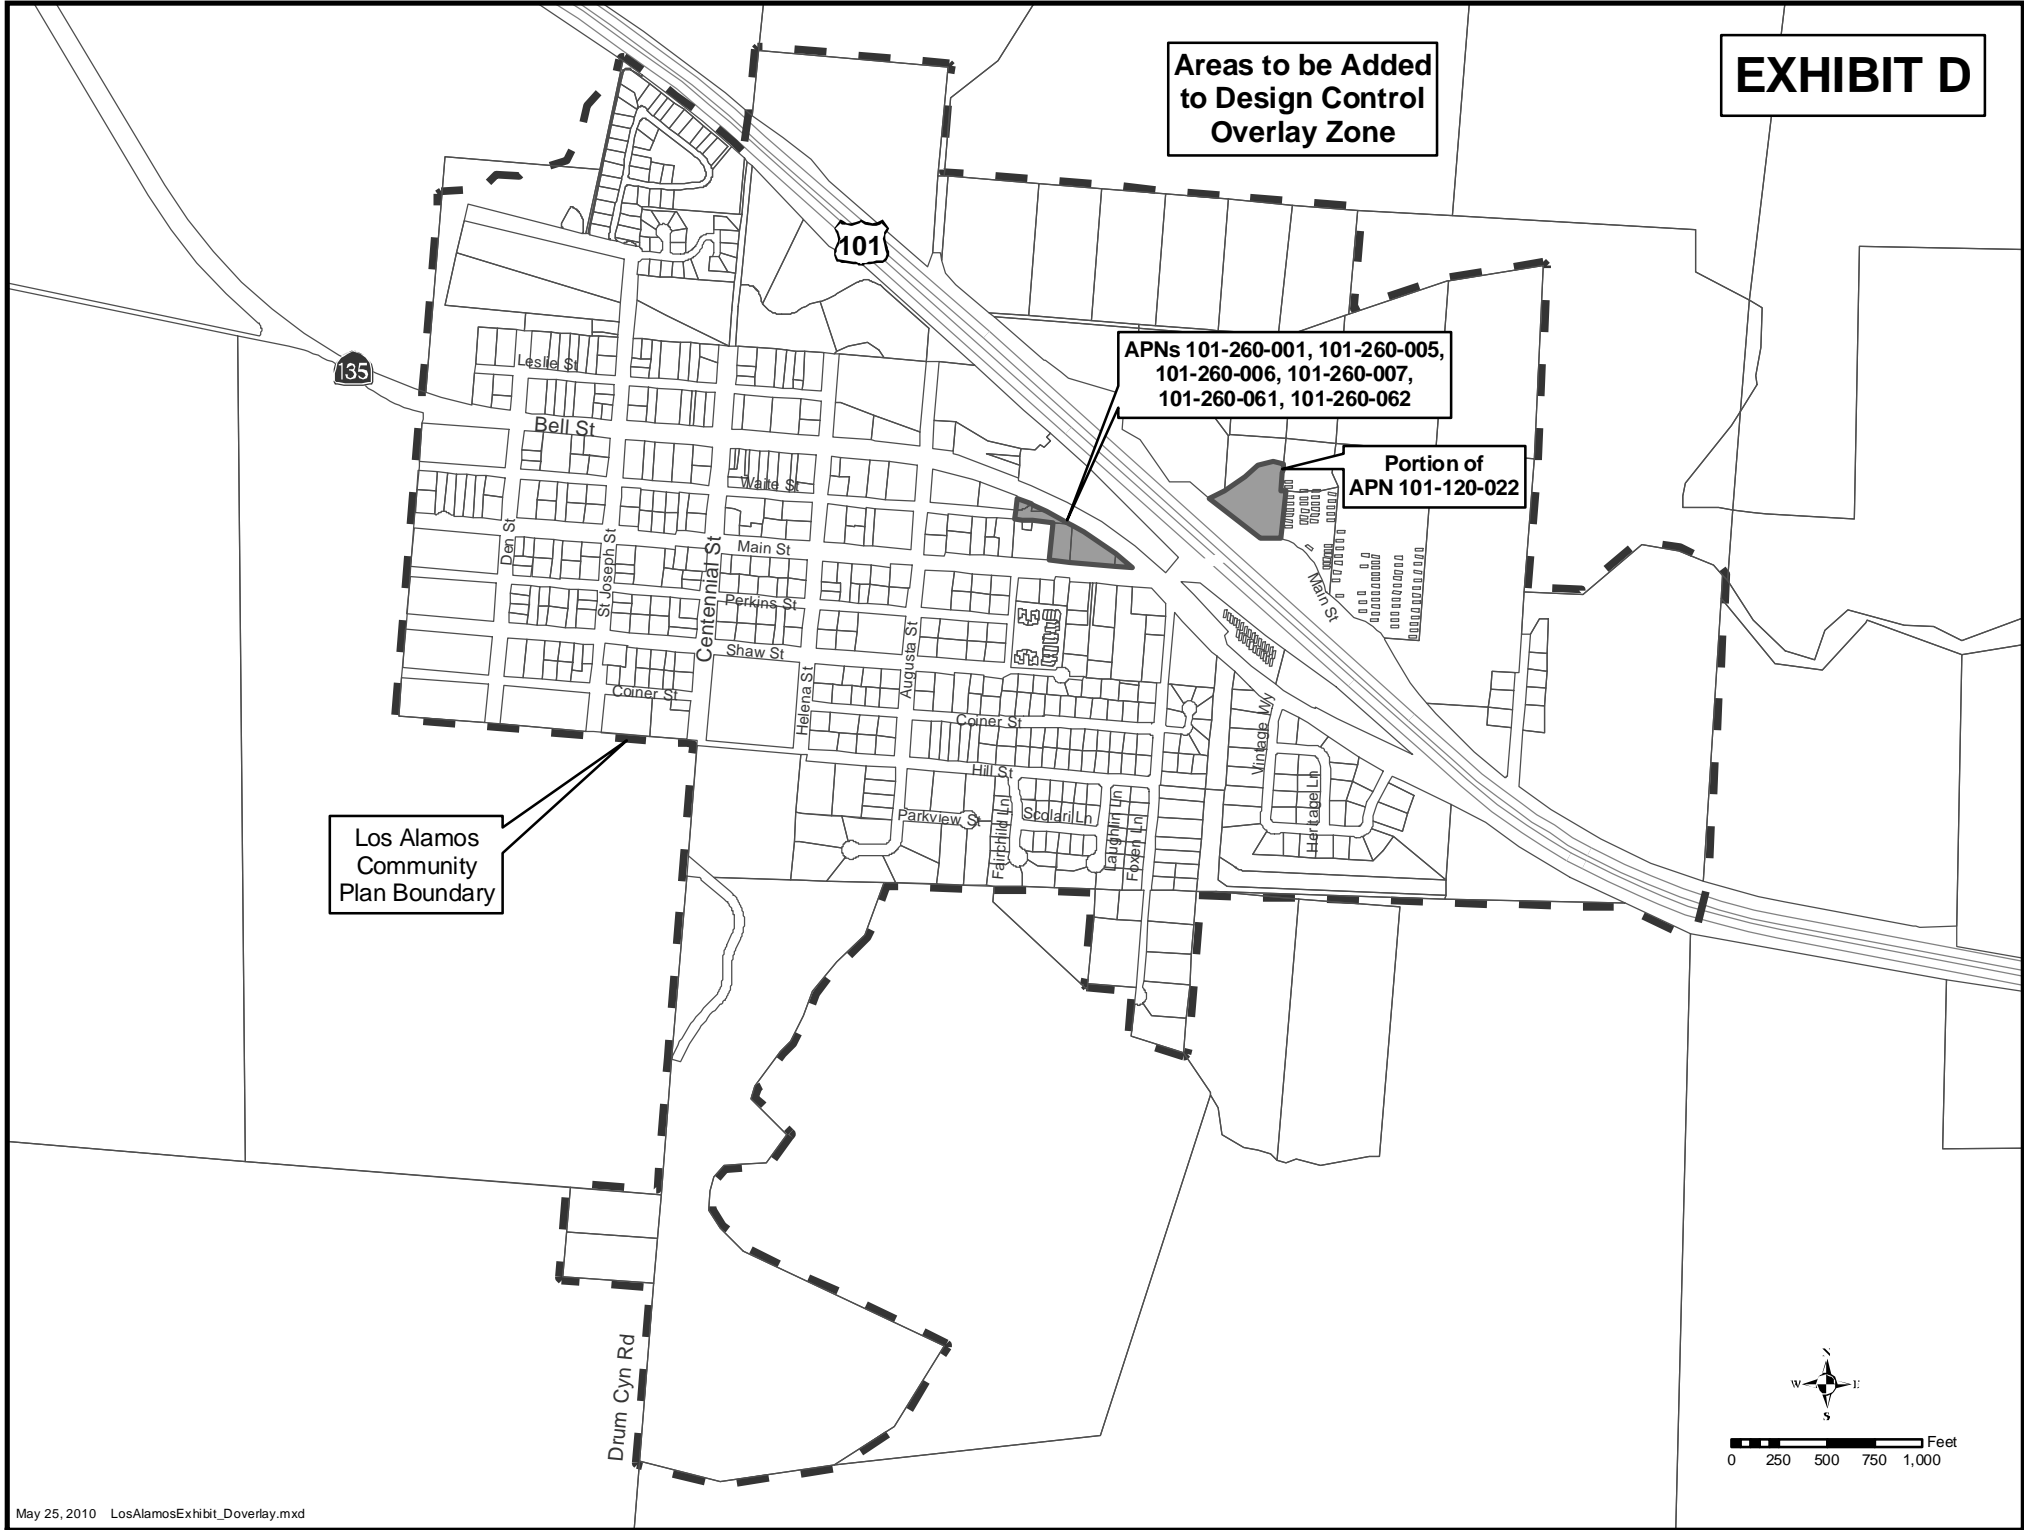 Areas to be Added
to Design Control
Overlay Zone
EXHIBIT D
101
APNs 101-260-001, 101-260-005,
101-260-006, 101-260-007,
101-260-061, 101-260-062
Leslie St
135
Bell St
Portion of
APN 101-120-022
Waite St
Den St
St Joseph St
Centennial St
Main St
Main St
Perkins St
Shaw St
Helena St
Augusta St
Coiner St
Coiner St
Vintage Wy
Hill St
Heritage Ln
Parkview St
Fairchild Ln
Scolari Ln
Laughlin Ln
Foxen Ln
Los Alamos
Community
Plan Boundary
Drum Cyn Rd
N
W E
S
Feet
0 250 500 750 1,000
May 25, 2010 LosAlamosExhibit_Doverlay.mxd